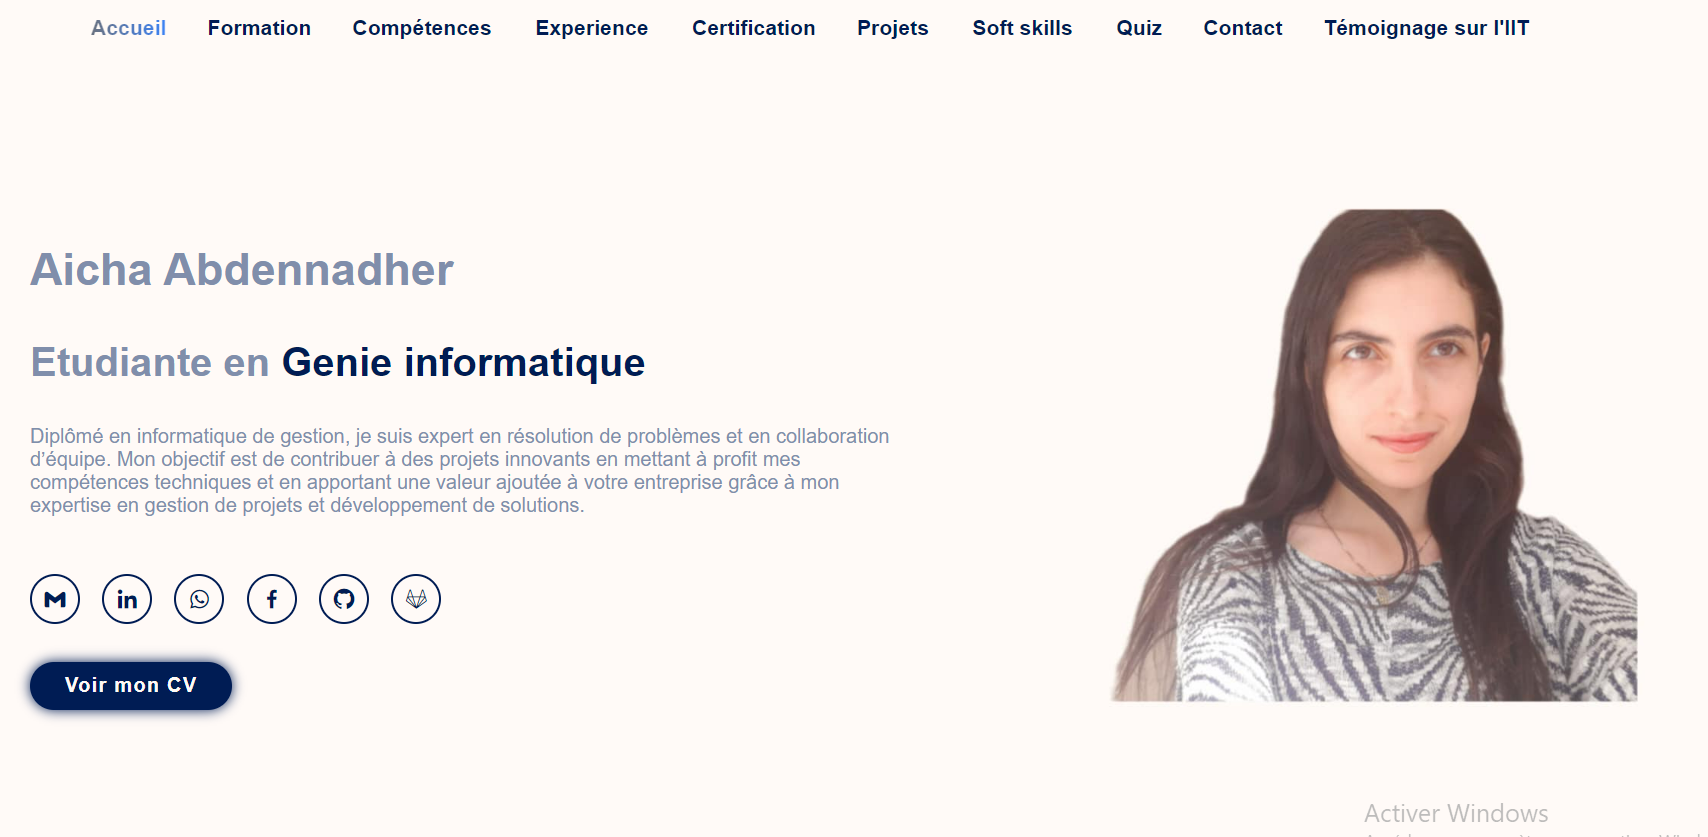 Accueil Formation Compétences Experience Certification Projets Soft skills Quiz Contact Témoignage sur l'IIT
Aicha Abdennadher
Etudiante en Genie informatique
Diplômé en informatique de gestion, je suis expert en résolution de problèmes et en collaboration
d’équipe. Mon objectif est de contribuer à des projets innovants en mettant à profit mes
compétences techniques et en apportant une valeur ajoutée à votre entreprise grâce à mon
expertise en gestion de projets et développement de solutions.
in f
Voir mon CV
Activer Windows